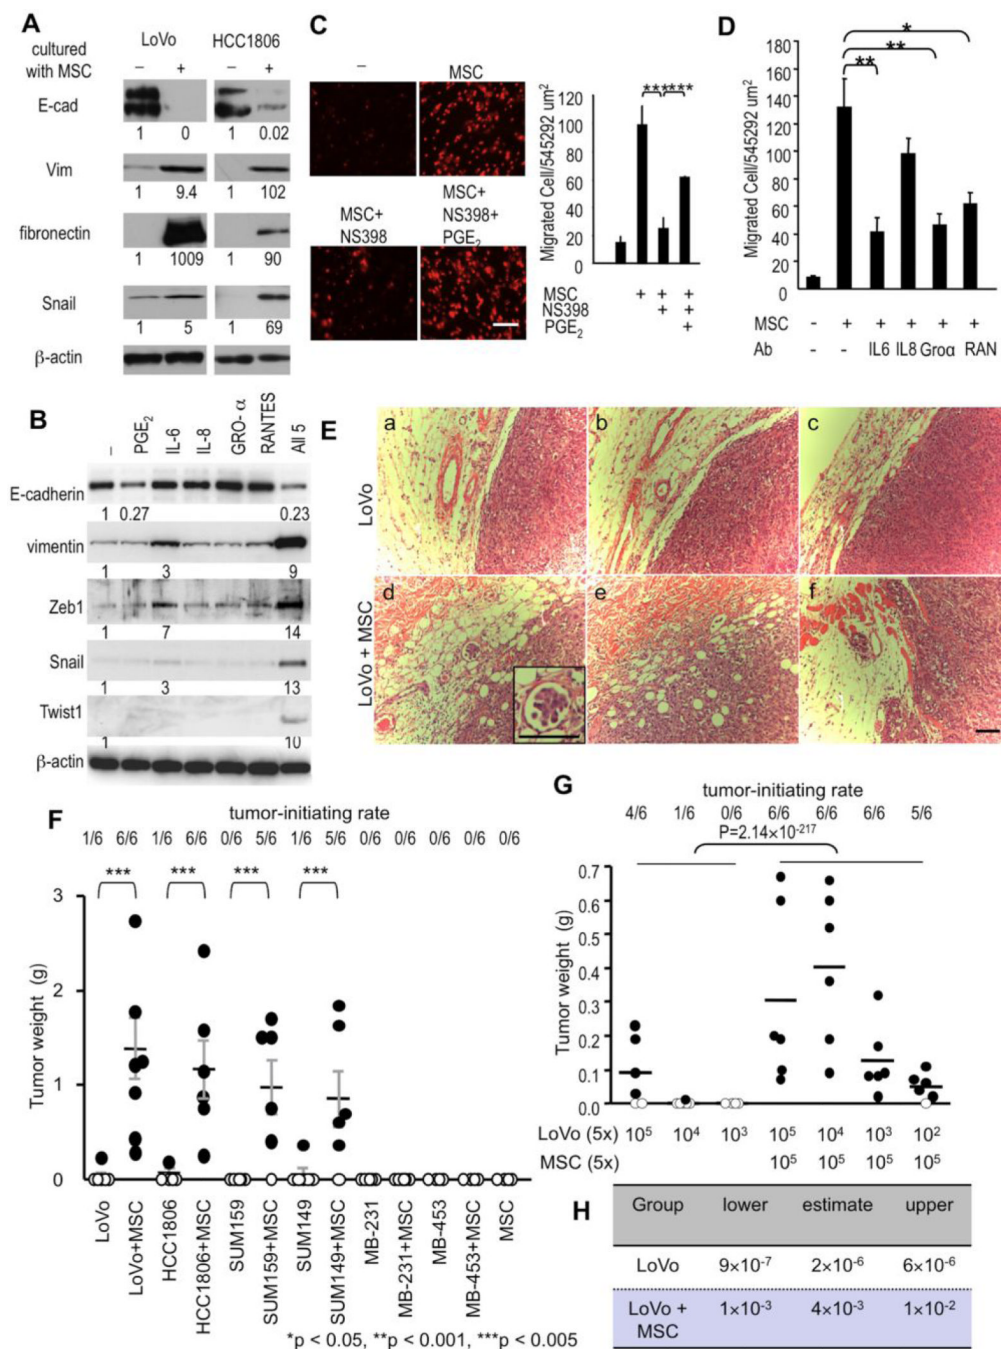 A
cultured with MSC
LoVo HCC1806
– + – +
E-cad
1 0 1 0.02
Vim
1 9.4 1 102
fibronectin
1 1009 1 90
Snail
1 5 1 69
β-actin
B
– PGE₂ IL-6 IL-8 GRO- α RANTES All 5
E-cadherin
1 0.27 0.23
vimentin
1 3 9
Zeb1
1 7 14
Snail
1 3 13
Twist1
1 10
β-actin
C
– MSC
MSC+
NS398
MSC+
NS398+
PGE₂
Migrated Cell/545292 um²
120
100
80
60
40
20
0
*** ***
MSC + + +
NS398 + +
PGE₂ +
D
Migrated Cell/545292 um²
180
160
140
120
100
80
60
40
20
0
*
**
**
MSC - + + + + +
Ab - - IL6 IL8 Groα RAN
E
LoVo
a b c
LoVo + MSC
d e f
F
tumor-initiating rate
1/6 6/6 1/6 6/6 0/6 5/6 1/6 5/6 0/6 0/6 0/6 0/6 0/6
*** *** *** ***
Tumor weight (g)
3
2
1
0
LoVo
LoVo+MSC
HCC1806
HCC1806+MSC
SUM159
SUM159+MSC
SUM149
SUM149+MSC
MB-231
MB-231+MSC
MB-453
MB-453+MSC
MSC
*p < 0.05, **p < 0.001, ***p < 0.005
G
tumor-initiating rate
4/6 1/6 0/6 6/6 6/6 6/6 5/6
P=2.14×10⁻²¹⁷
Tumor weight (g)
0.7
0.6
0.5
0.4
0.3
0.2
0.1
0.0
LoVo (5x) 10⁵ 10⁴ 10³ 10⁵ 10⁴ 10³ 10²
MSC (5x) 10⁵ 10⁵ 10⁵ 10⁵
H
Group lower estimate upper
LoVo 9×10⁻⁷ 2×10⁻⁶ 6×10⁻⁶
LoVo + MSC 1×10⁻³ 4×10⁻³ 1×10⁻²